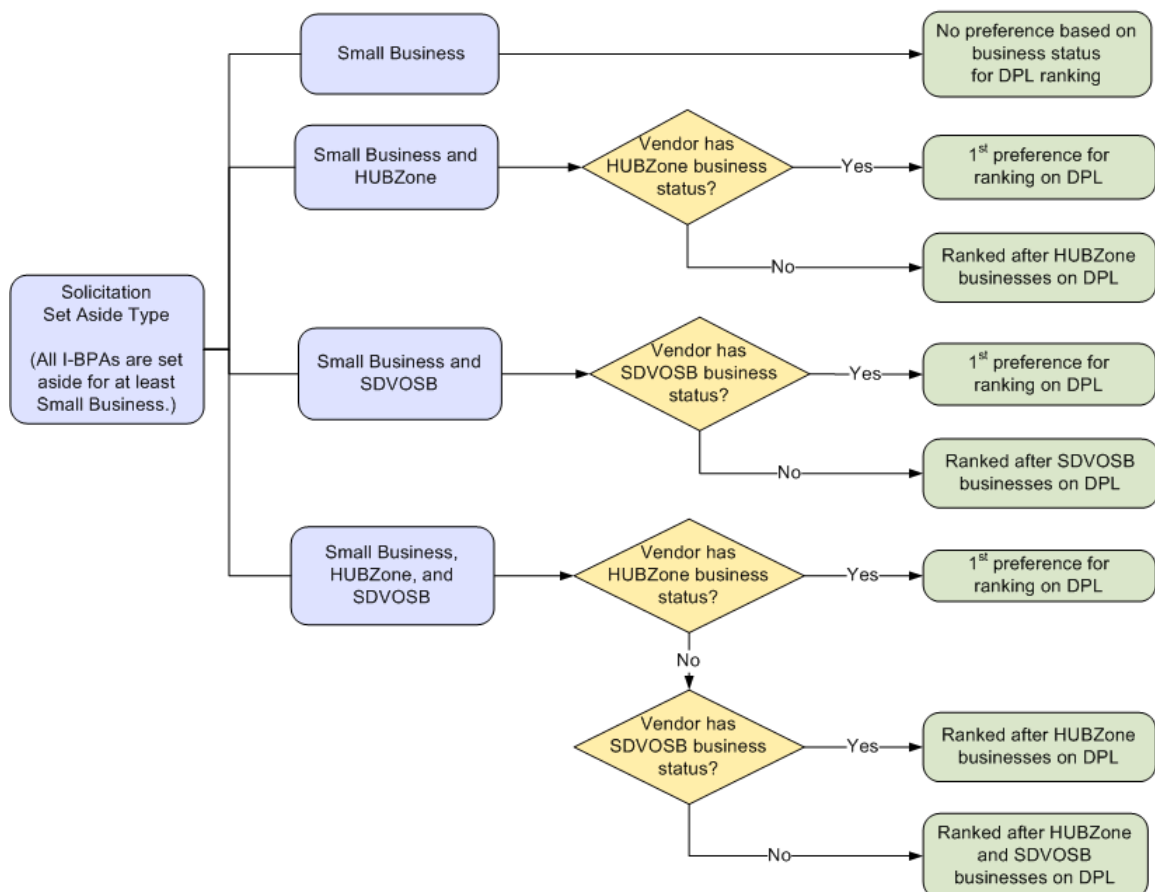 Small Business
No preference based on
business status
for DPL ranking
Small Business and
HUBZone
Vendor has
HUBZone business
status?
Yes
1st preference for
ranking on DPL
No
Ranked after HUBZone
businesses on DPL
Solicitation
Set Aside Type
(All I-BPAs are set
aside for at least
Small Business.)
Small Business and
SDVOSB
Vendor has
SDVOSB business
status?
Yes
1st preference for
ranking on DPL
No
Ranked after SDVOSB
businesses on DPL
Small Business,
HUBZone, and
SDVOSB
Vendor has
HUBZone business
status?
Yes
1st preference for
ranking on DPL
No
Vendor has
SDVOSB business
status?
Yes
Ranked after HUBZone
businesses on DPL
No
Ranked after HUBZone
and SDVOSB
businesses on DPL